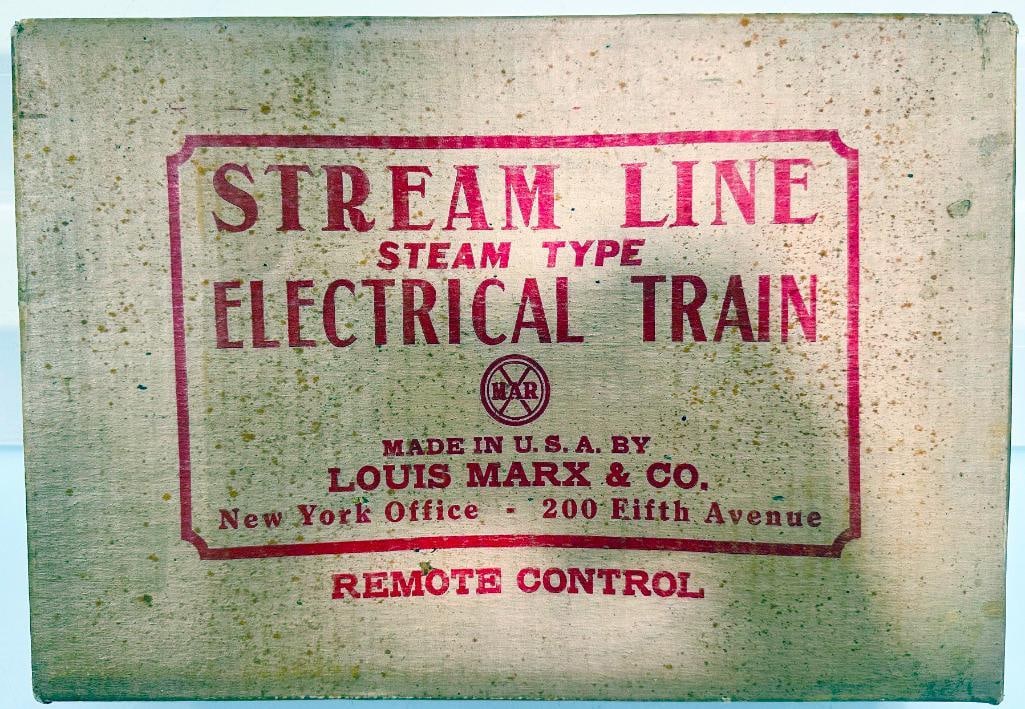 STREAM LINE
STEAM TYPE
ELECTRICAL TRAIN
MAR
MADE IN U.S.A. BY
LOUIS MARX & CO.
New York Office - 200 Fifth Avenue
REMOTE CONTROL